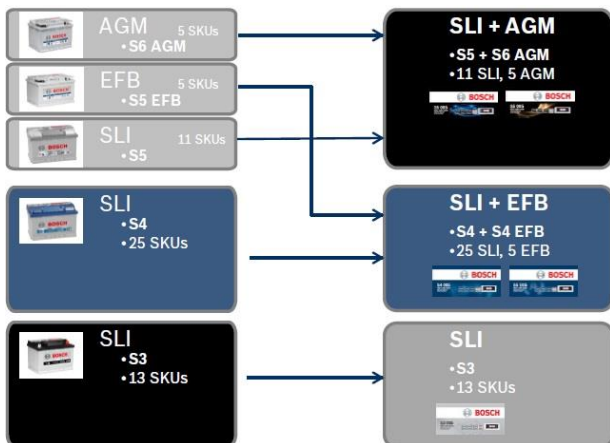 AGM 5 SKUs
• S6 AGM
EFB 5 SKUs
• S5 EFB
SLI 11 SKUs
• S5
SLI
• S4
• 25 SKUs
SLI
• S3
• 13 SKUs
SLI + AGM
• S5 + S6 AGM
• 11 SLI, 5 AGM
BOSCH
BOSCH
SLI + EFB
• S4 + S4 EFB
• 25 SLI, 5 EFB
BOSCH
BOSCH
SLI
• S3
• 13 SKUs
BOSCH